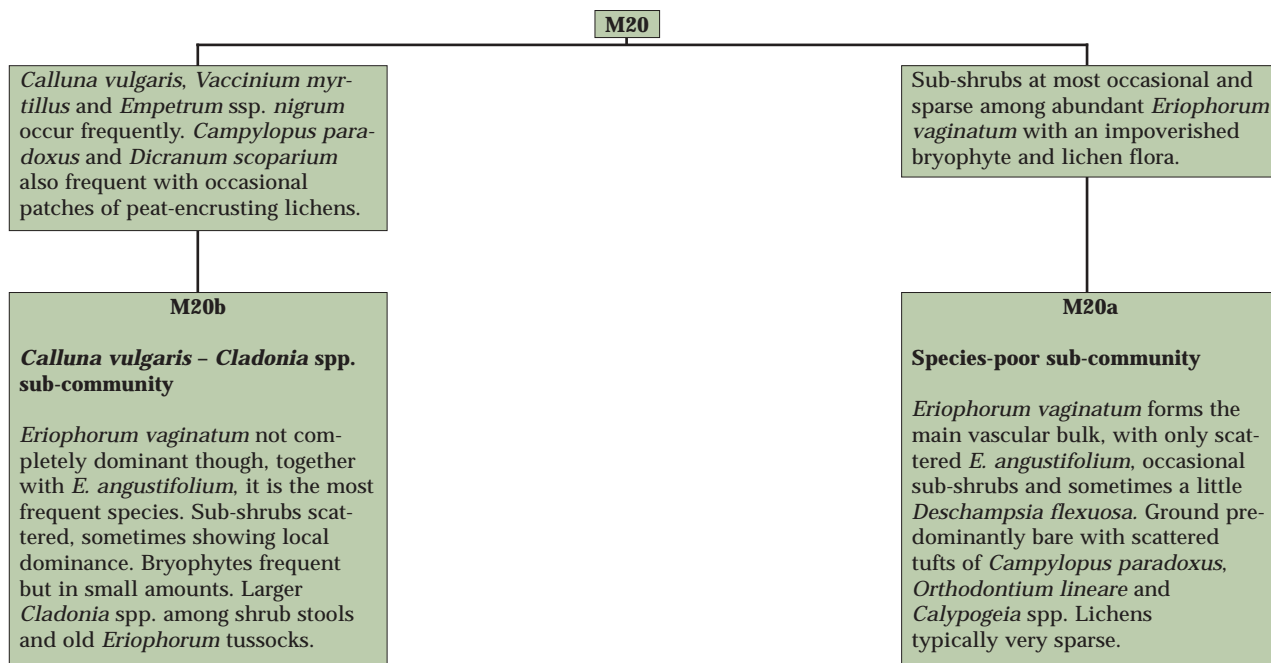 M20
Calluna vulgaris, Vaccinium myr-
tillus and Empetrum ssp. nigrum
occur frequently. Campylopus para-
doxus and Dicranum scoparium
also frequent with occasional
patches of peat-encrusting lichens.
Sub-shrubs at most occasional and
sparse among abundant Eriophorum
vaginatum with an impoverished
bryophyte and lichen flora.
M20b
Calluna vulgaris – Cladonia spp.
sub-community
Eriophorum vaginatum not com-
pletely dominant though, together
with E. angustifolium, it is the most
frequent species. Sub-shrubs scat-
tered, sometimes showing local
dominance. Bryophytes frequent
but in small amounts. Larger
Cladonia spp. among shrub stools
and old Eriophorum tussocks.
M20a
Species-poor sub-community
Eriophorum vaginatum forms the
main vascular bulk, with only scat-
tered E. angustifolium, occasional
sub-shrubs and sometimes a little
Deschampsia flexuosa. Ground pre-
dominantly bare with scattered
tufts of Campylopus paradoxus,
Orthodontium lineare and
Calypogeia spp. Lichens
typically very sparse.